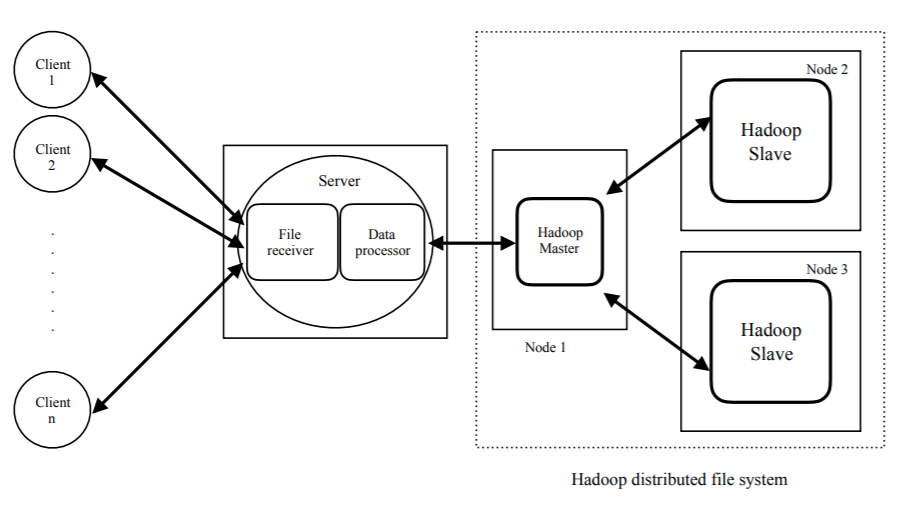 Client
1
Client
2
.
.
.
.
.
.
Client
n
Server
File
receiver
Data
processor
Hadoop
Master
Node 1
Node 2
Hadoop
Slave
Node 3
Hadoop
Slave
Hadoop distributed file system